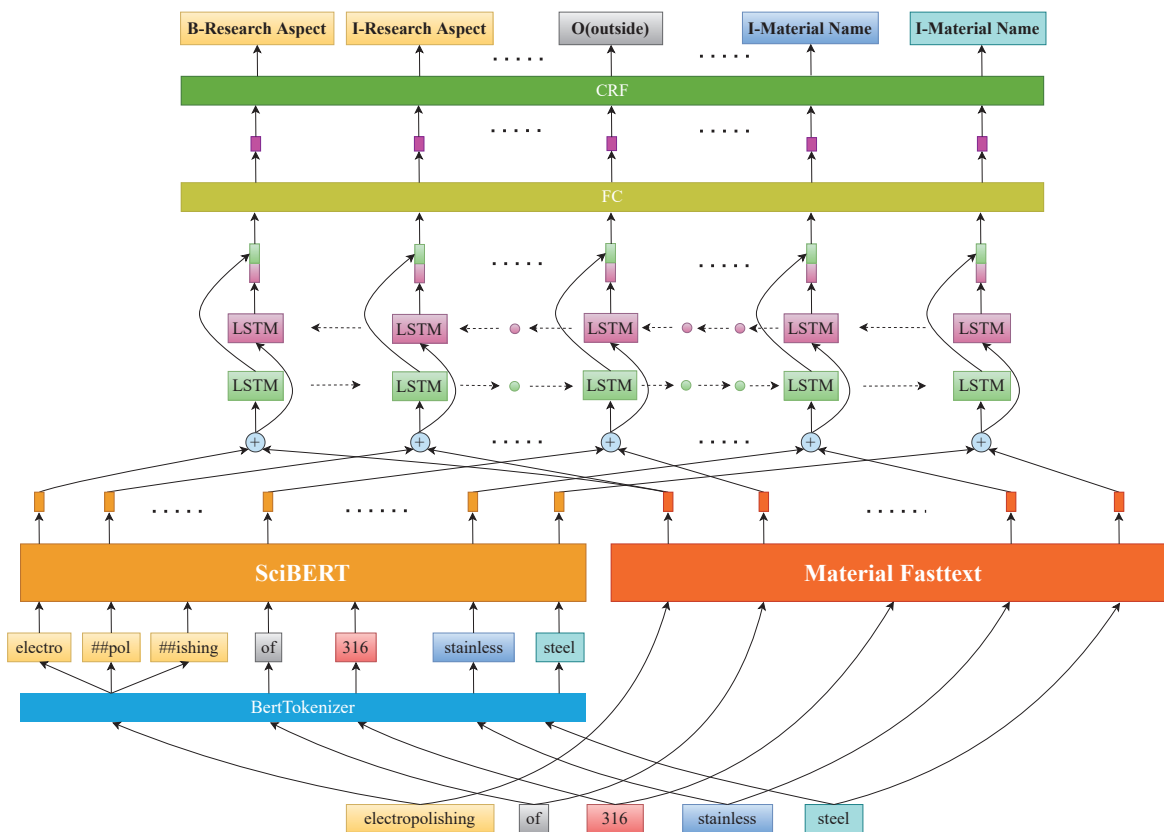 B-Research Aspect I-Research Aspect O(outside) I-Material Name I-Material Name
CRF
FC
LSTM LSTM LSTM LSTM LSTM
LSTM LSTM LSTM LSTM LSTM
+ + + + +
SciBERT Material Fasttext
electro ##pol ##ishing of 316 stainless steel
BertTokenizer
electropolishing of 316 stainless steel